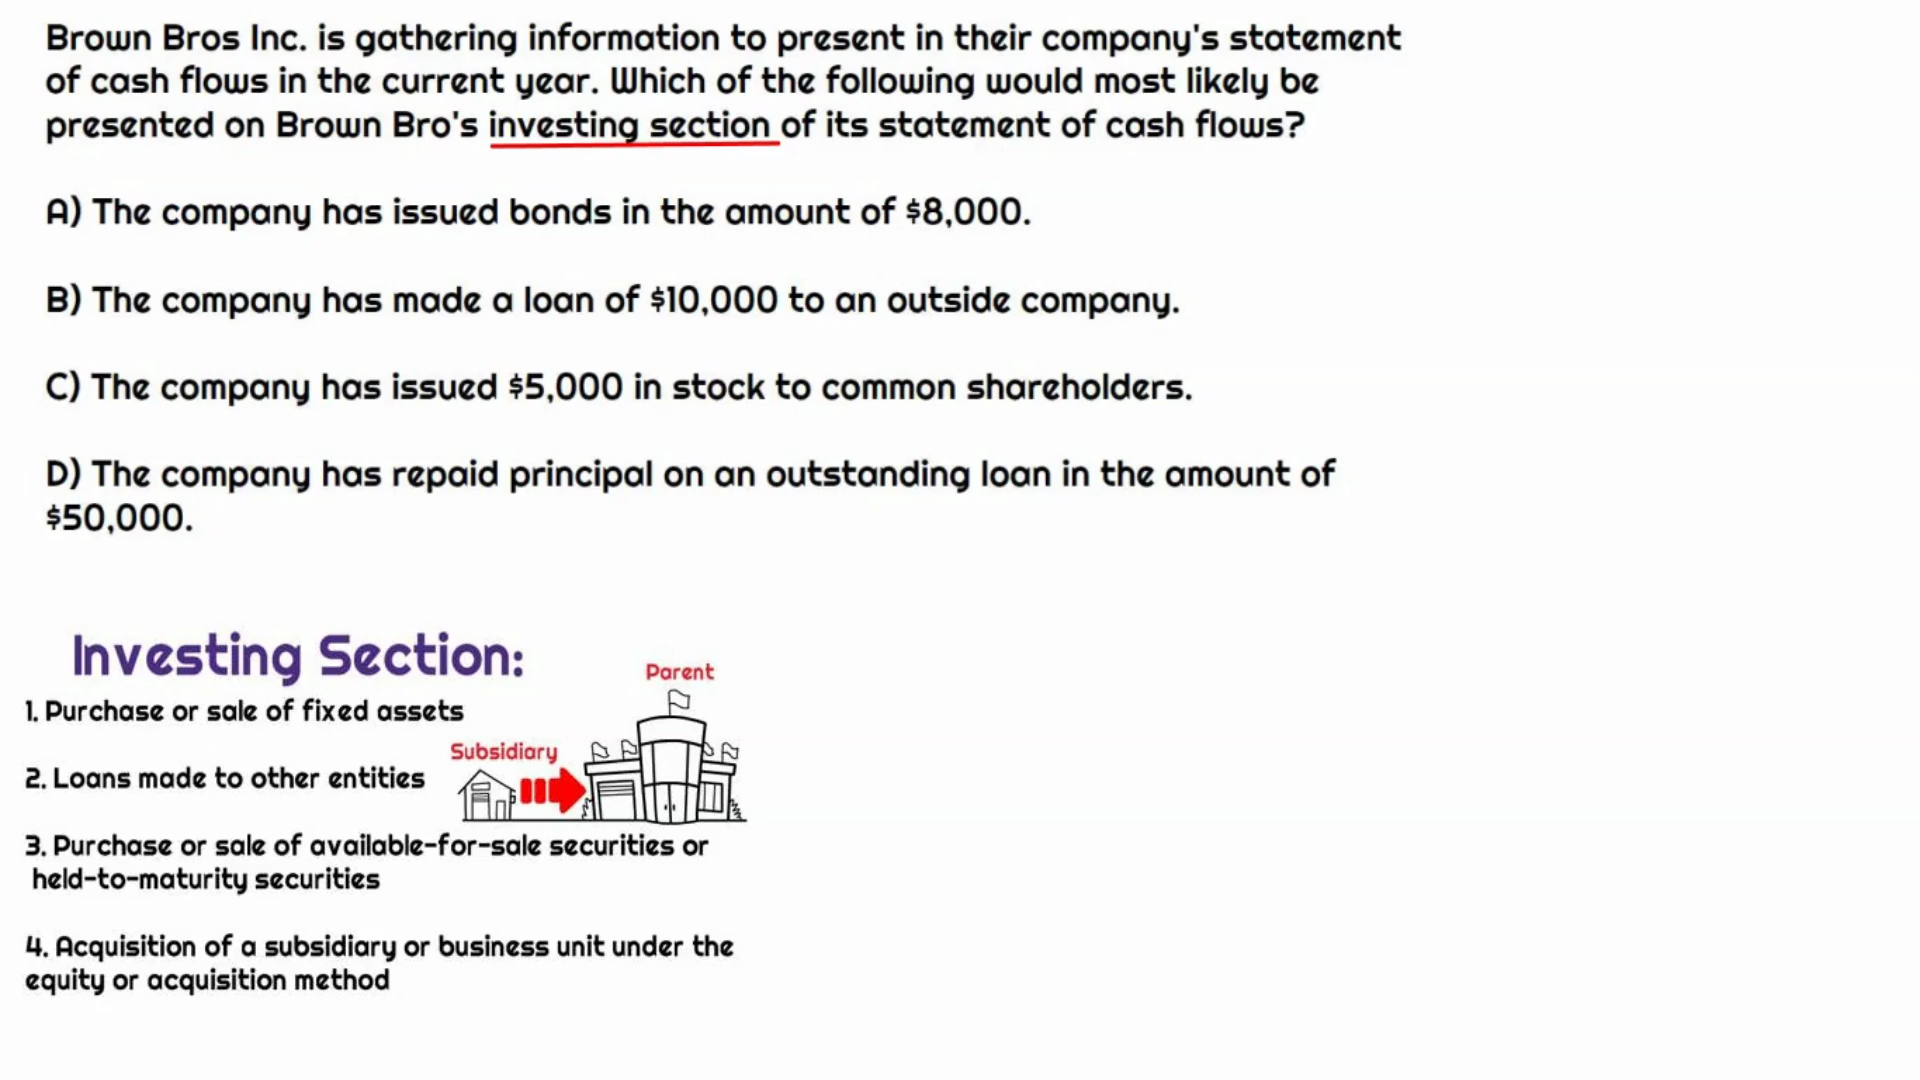 Brown Bros Inc. is gathering information to present in their company's statement
of cash flows in the current year. Which of the following would most likely be
presented on Brown Bro's investing section of its statement of cash flows?
A) The company has issued bonds in the amount of $8,000.
B) The company has made a loan of $10,000 to an outside company.
C) The company has issued $5,000 in stock to common shareholders.
D) The company has repaid principal on an outstanding loan in the amount of
$50,000.
Investing Section:
Parent
1. Purchase or sale of fixed assets
Subsidiary
2. Loans made to other entities
3. Purchase or sale of available-for-sale securities or
held-to-maturity securities
4. Acquisition of a subsidiary or business unit under the
equity or acquisition method